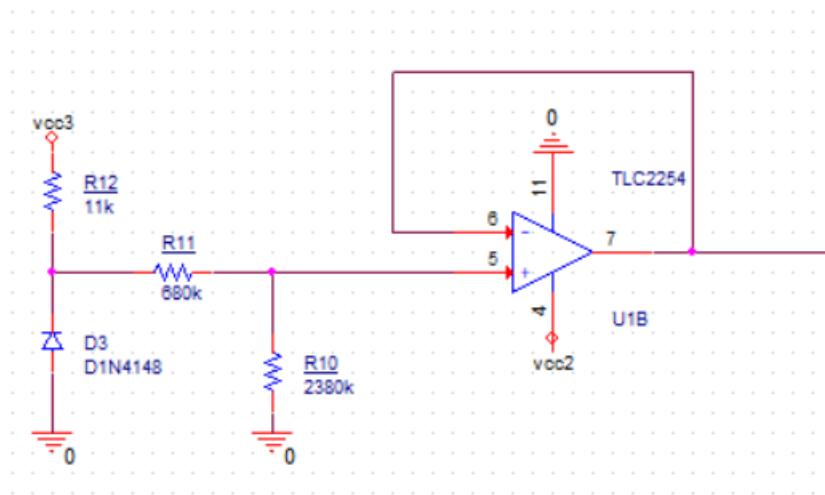 vcc3
R12
11k
R11
680k
D3
D1N4148
0
R10
2380k
0
0
11
TLC2254
6
-
7
5
+
4
U1B
vcc2